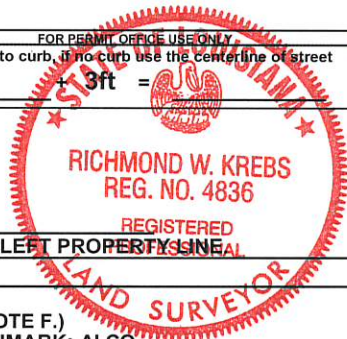 FOR PERMIT OFFICE USE ONLY
to curb, if no curb use the centerline of street
+ 3ft =
STATE OF LOUISIANA
RICHMOND W. KREBS
REG. NO. 4836
REGISTERED
PROFESSIONAL
LEFT PROPERTY LINE.
LAND SURVEYOR
OTE F.)